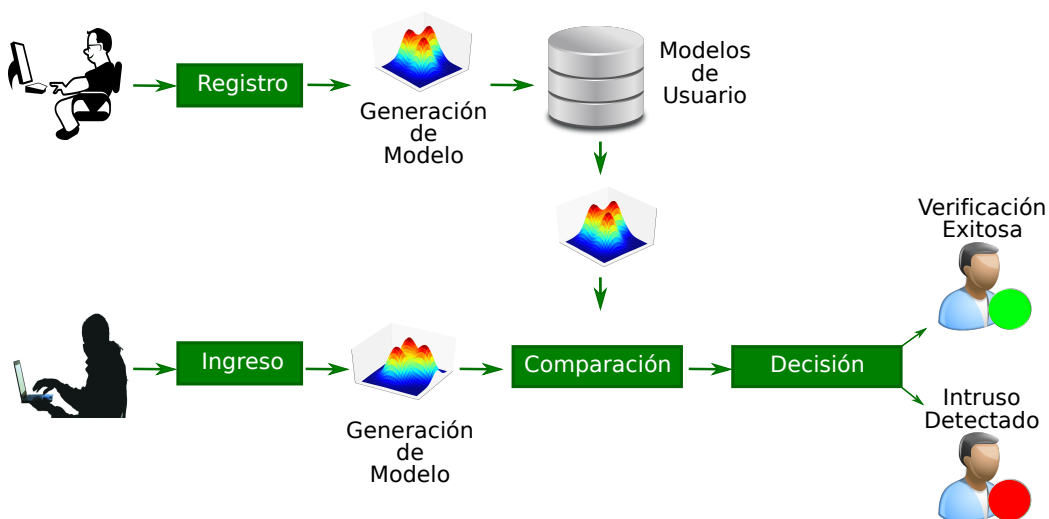 Registro
Generación
de
Modelo
Modelos
de
Usuario
Verificación
Exitosa
Ingreso
Generación
de
Modelo
Comparación
Decisión
Intruso
Detectado